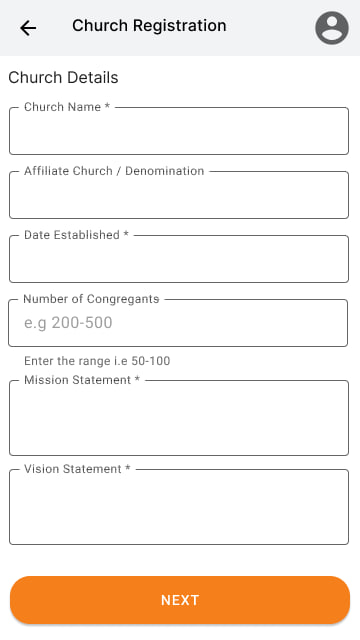 Church Registration
Church Details
Church Name *
Affiliate Church / Denomination
Date Established *
Number of Congregants
e.g 200-500
Enter the range i.e 50-100
Mission Statement *
Vision Statement *
NEXT